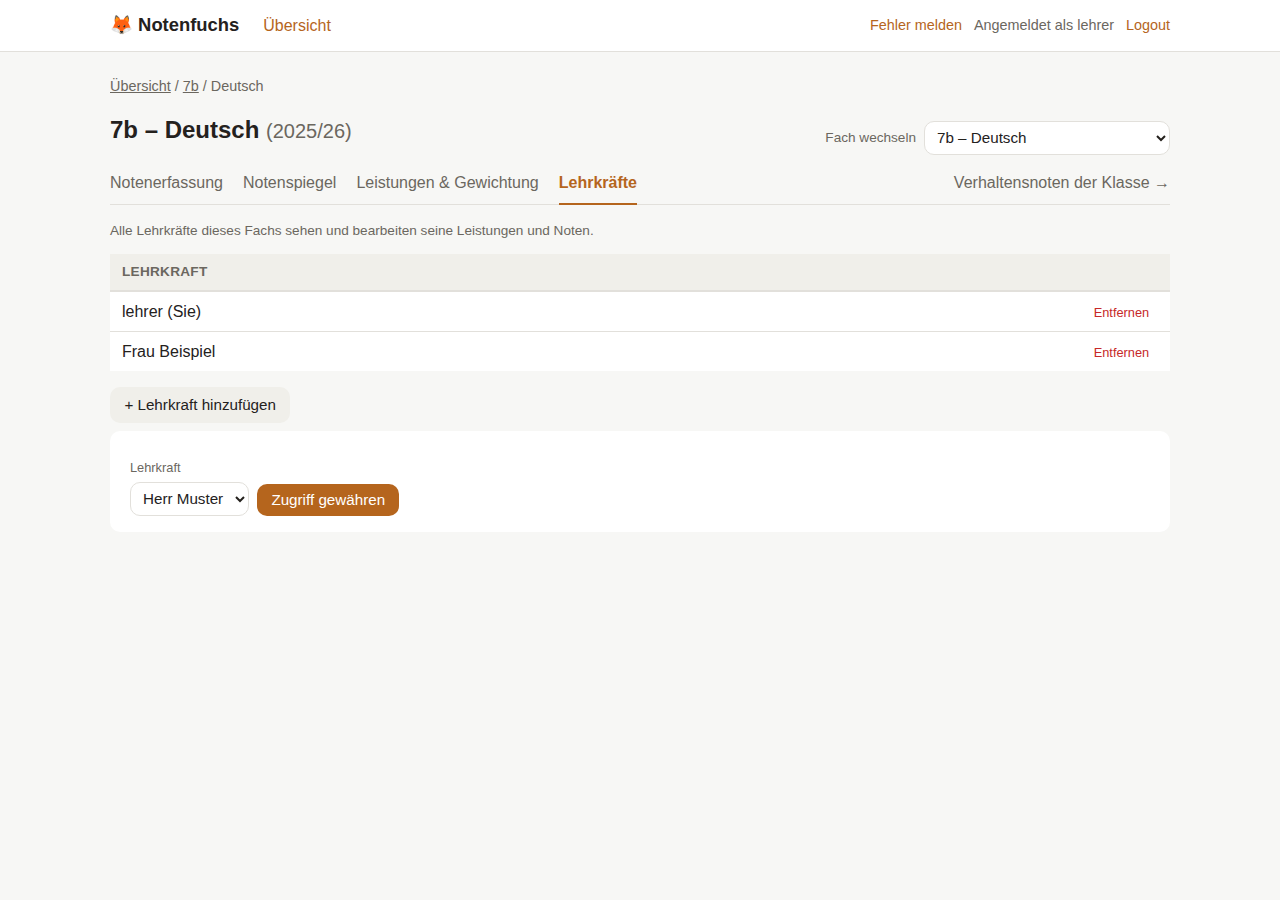 🦊 Notenfuchs Übersicht Fehler melden Angemeldet als lehrer Logout
Übersicht / 7b / Deutsch
7b – Deutsch (2025/26) Fach wechseln 7b – Deutsch
Notenerfassung Notenspiegel Leistungen & Gewichtung Lehrkräfte Verhaltensnoten der Klasse →
Alle Lehrkräfte dieses Fachs sehen und bearbeiten seine Leistungen und Noten.
LEHRKRAFT
lehrer (Sie) Entfernen
Frau Beispiel Entfernen
+ Lehrkraft hinzufügen
Lehrkraft
Herr Muster Zugriff gewähren